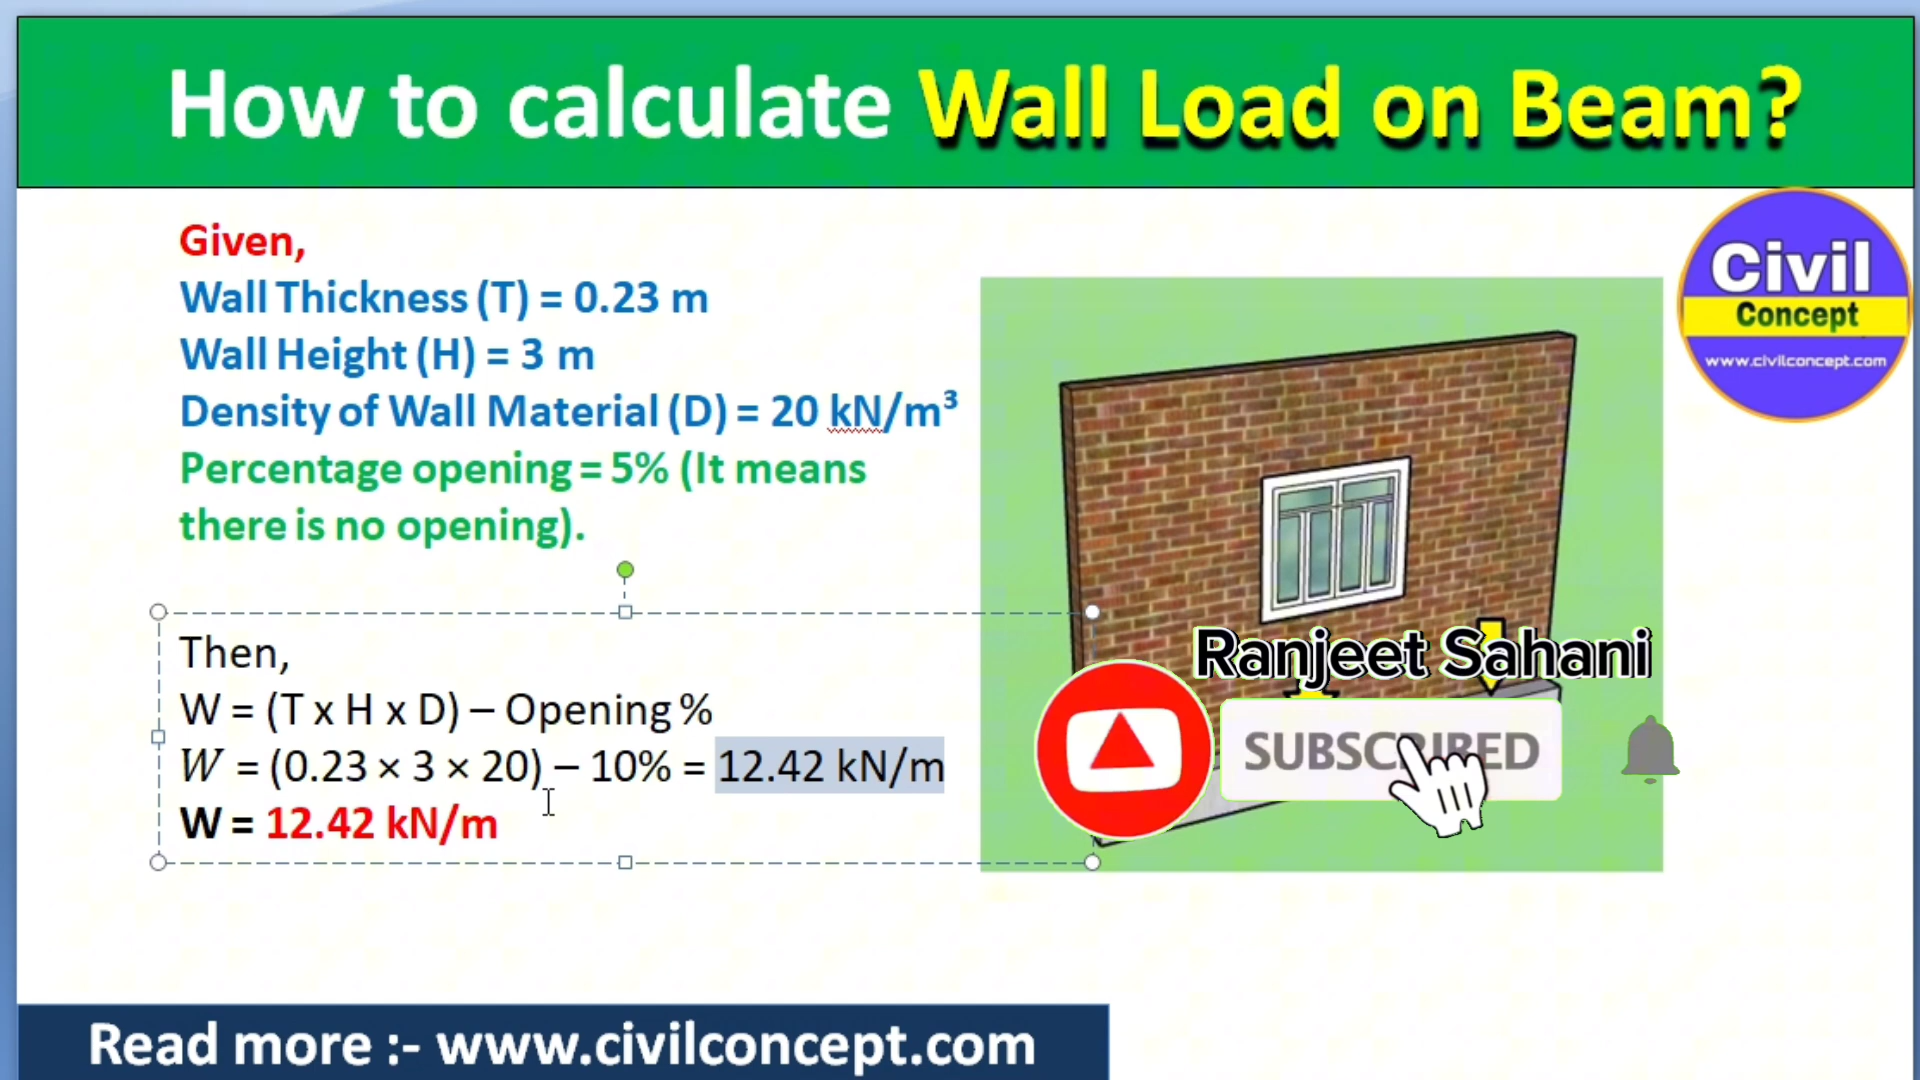 How to calculate Wall Load on Beam?
Given,
Wall Thickness (T) = 0.23 m
Wall Height (H) = 3 m
Density of Wall Material (D) = 20 kN/m³
Percentage opening = 5% (It means
there is no opening).
Then,
W = (T x H x D) – Opening %
W = (0.23 × 3 × 20) – 10% = 12.42 kN/m
W = 12.42 kN/m
Civil
Concept
www.civilconcept.com
Ranjeet Sahani
SUBSCRIBED
Read more :- www.civilconcept.com